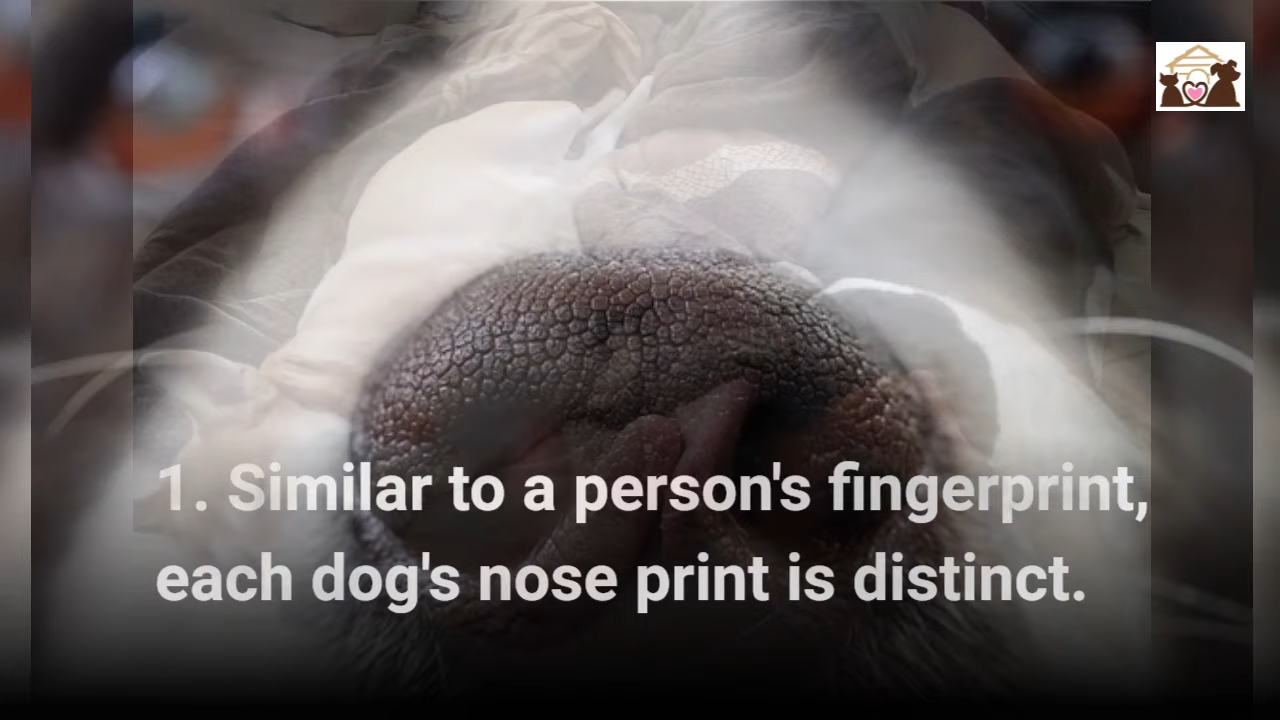 1. Similar to a person's fingerprint,
each dog's nose print is distinct.